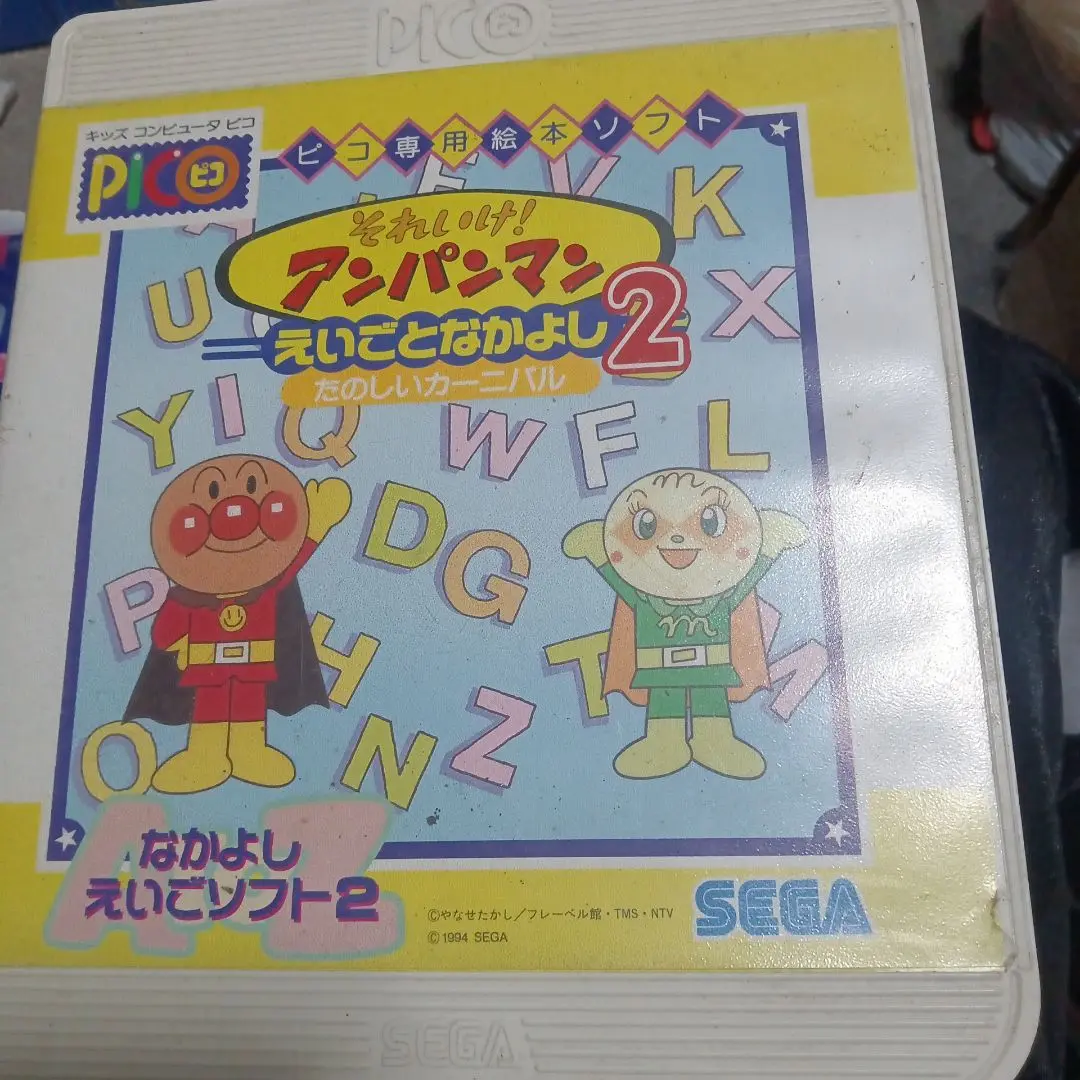 PICO
キッズ コンピュータ ピコ
PICO ピコ
ピコ専用絵本ソフト
それいけ!
アンパンマン
えいごとなかよし2
たのしいカーニバル
K
U
X
Y
I
Q
W
F
L
D
G
P
m
H
T
M
Z
N
O
A Z
なかよし
えいごソフト2
©やなせたかし/フレーベル館・TMS・NTV
©1994 SEGA
SEGA
SEGA